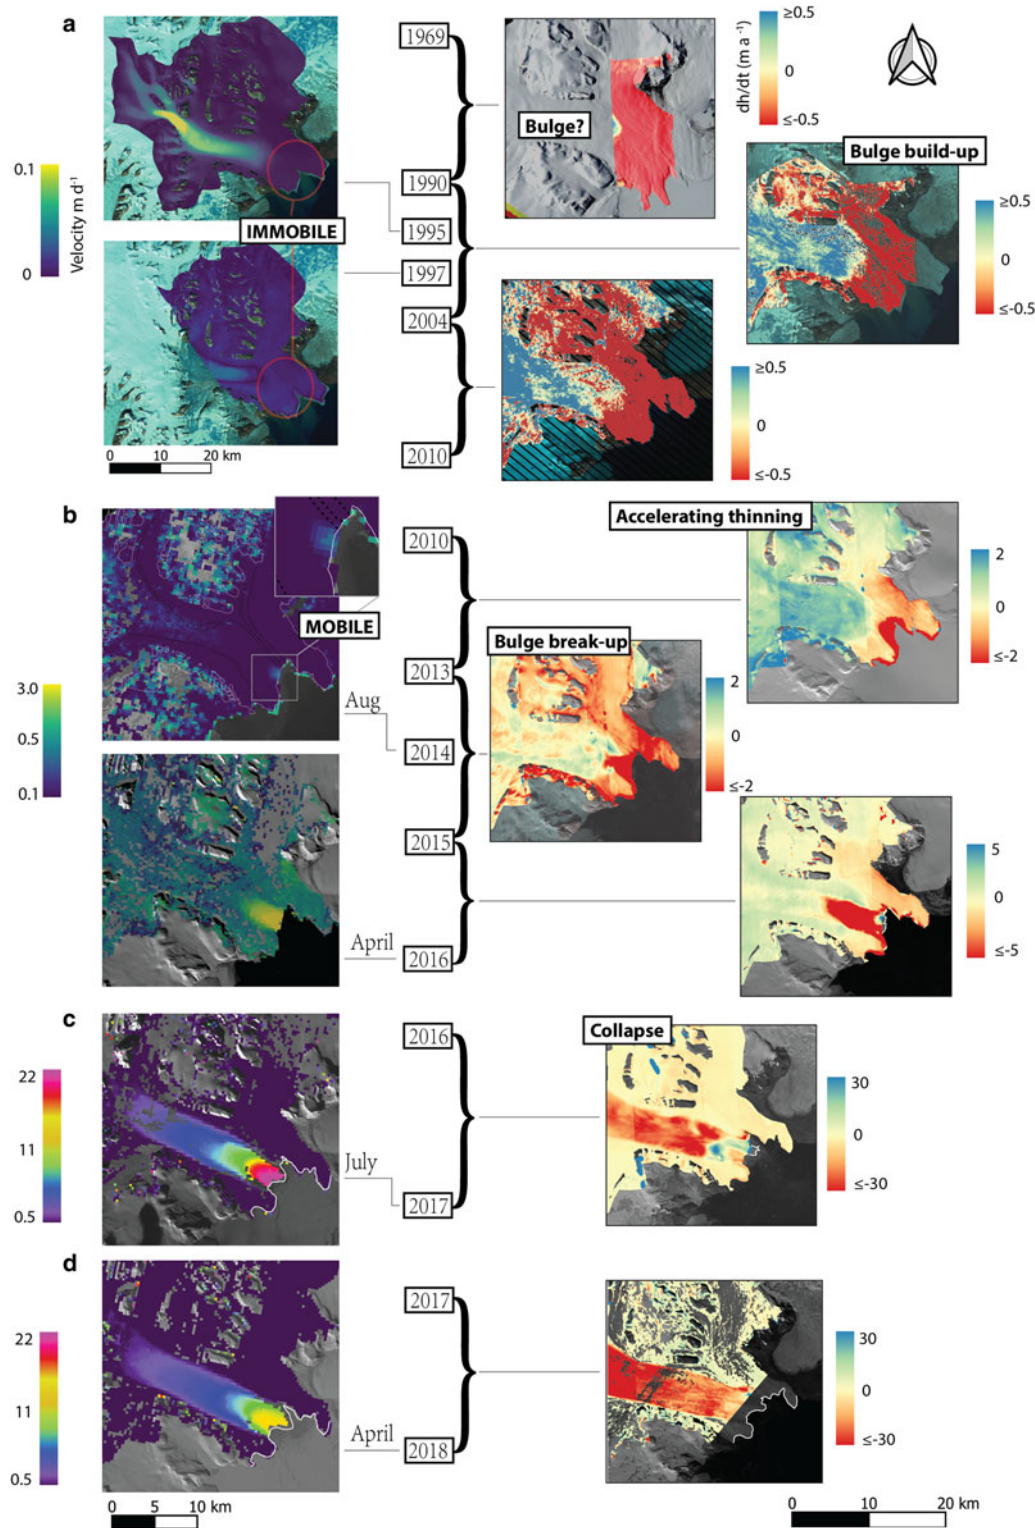 a
1969
Bulge?
≥0.5
0
≤-0.5
dh/dt (m a⁻¹)
0.1
0
Velocity m d⁻¹
IMMOBILE
1990
1995
1997
2004
2010
Bulge build-up
≥0.5
0
≤-0.5
≥0.5
0
≤-0.5
0 10 20 km
b
MOBILE
2010
Accelerating thinning
2
0
≤-2
Bulge break-up
2013
2
0
≤-2
Aug
2014
3.0
0.5
0.1
2015
5
0
≤-5
April
2016
c
2016
Collapse
22
11
0.5
30
0
≤-30
July
2017
d
2017
22
11
0.5
30
0
≤-30
April
2018
0 5 10 km
0 10 20 km